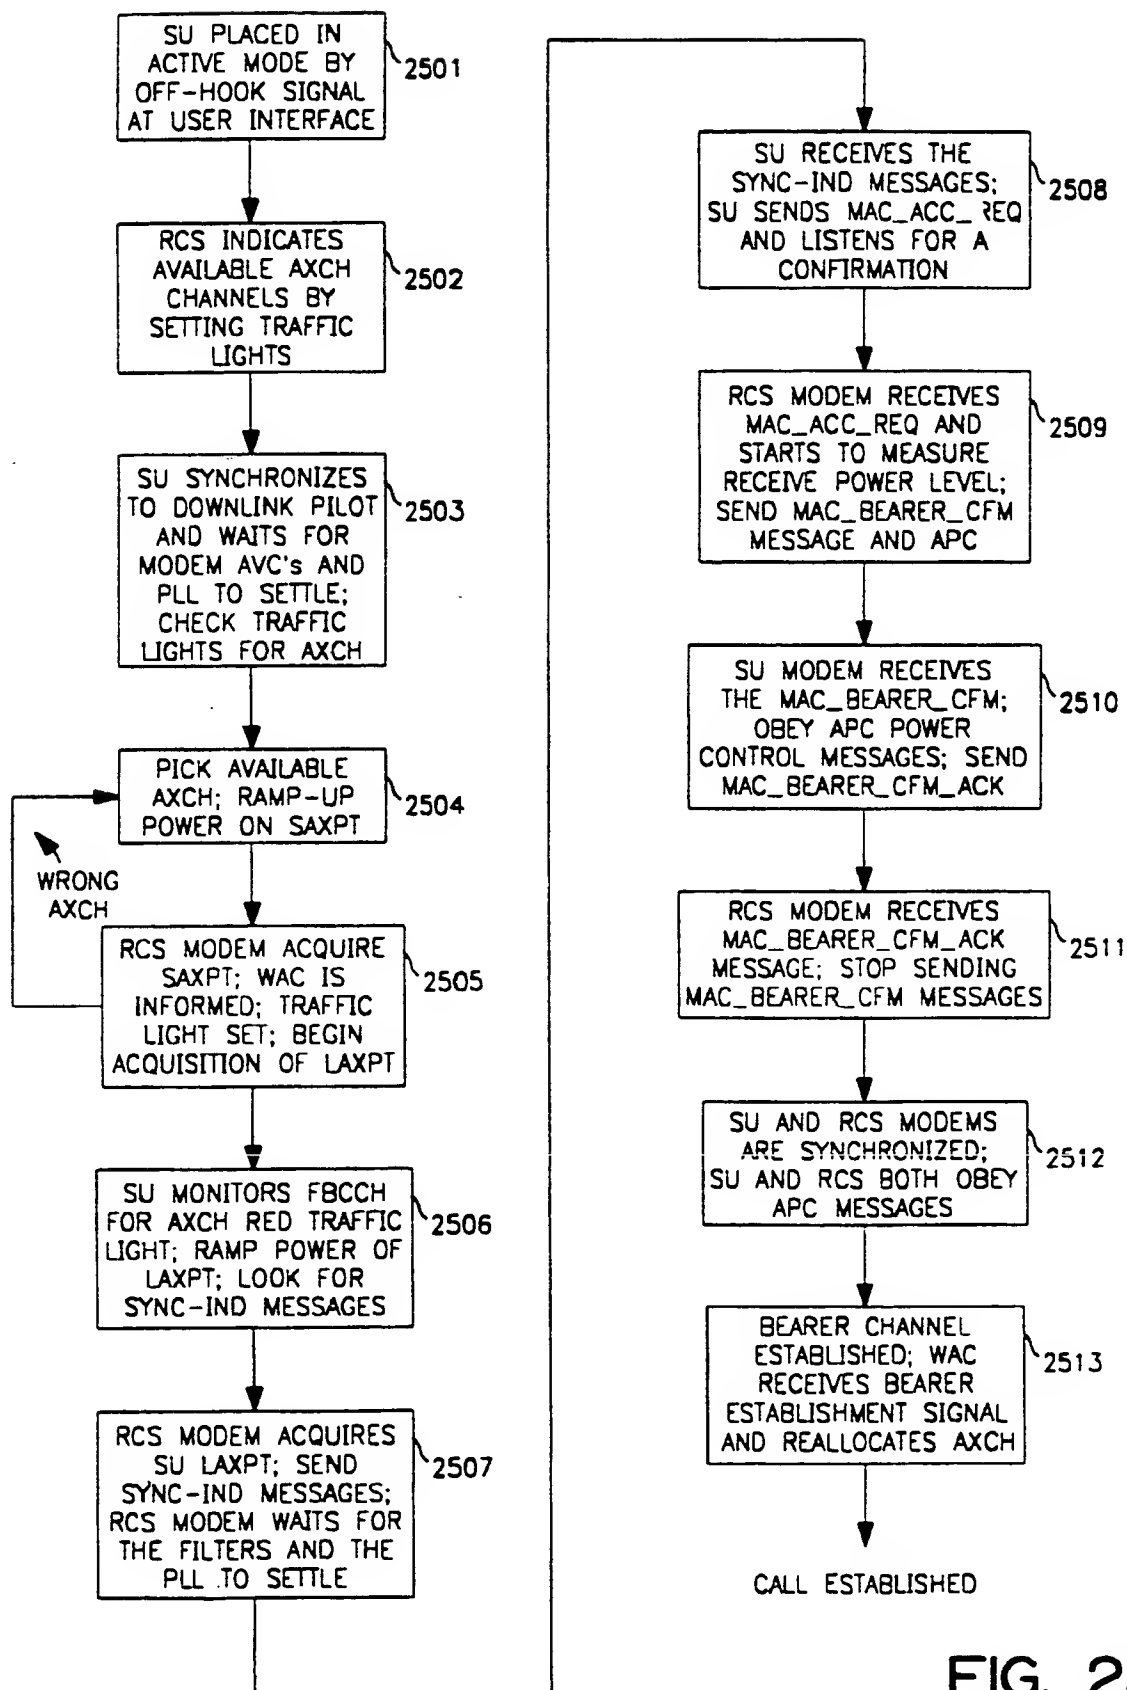 SU PLACED IN
ACTIVE MODE BY
OFF-HOOK SIGNAL
AT USER INTERFACE
2501
RCS INDICATES
AVAILABLE AXCH
CHANNELS BY
SETTING TRAFFIC
LIGHTS
2502
SU SYNCHRONIZES
TO DOWNLINK PILOT
AND WAITS FOR
MODEM AVC's AND
PLL TO SETTLE;
CHECK TRAFFIC
LIGHTS FOR AXCH
2503
PICK AVAILABLE
AXCH; RAMP-UP
POWER ON SAXPT
2504
WRONG
AXCH
RCS MODEM ACQUIRE
SAXPT; WAC IS
INFORMED; TRAFFIC
LIGHT SET; BEGIN
ACQUISITION OF LAXPT
2505
SU MONITORS FBCCH
FOR AXCH RED TRAFFIC
LIGHT; RAMP POWER OF
LAXPT; LOOK FOR
SYNC-IND MESSAGES
2506
RCS MODEM ACQUIRES
SU LAXPT; SEND
SYNC-IND MESSAGES;
RCS MODEM WAITS FOR
THE FILTERS AND THE
PLL TO SETTLE
2507
SU RECEIVES THE
SYNC-IND MESSAGES;
SU SENDS MAC_ACC_REQ
AND LISTENS FOR A
CONFIRMATION
2508
RCS MODEM RECEIVES
MAC_ACC_REQ AND
STARTS TO MEASURE
RECEIVE POWER LEVEL;
SEND MAC_BEARER_CFM
MESSAGE AND APC
2509
SU MODEM RECEIVES
THE MAC_BEARER_CFM;
OBEY APC POWER
CONTROL MESSAGES; SEND
MAC_BEARER_CFM_ACK
2510
RCS MODEM RECEIVES
MAC_BEARER_CFM_ACK
MESSAGE; STOP SENDING
MAC_BEARER_CFM MESSAGES
2511
SU AND RCS MODEMS
ARE SYNCHRONIZED;
SU AND RCS BOTH OBEY
APC MESSAGES
2512
BEARER CHANNEL
ESTABLISHED; WAC
RECEIVES BEARER
ESTABLISHMENT SIGNAL
AND REALLOCATES AXCH
2513
CALL ESTABLISHED
FIG.